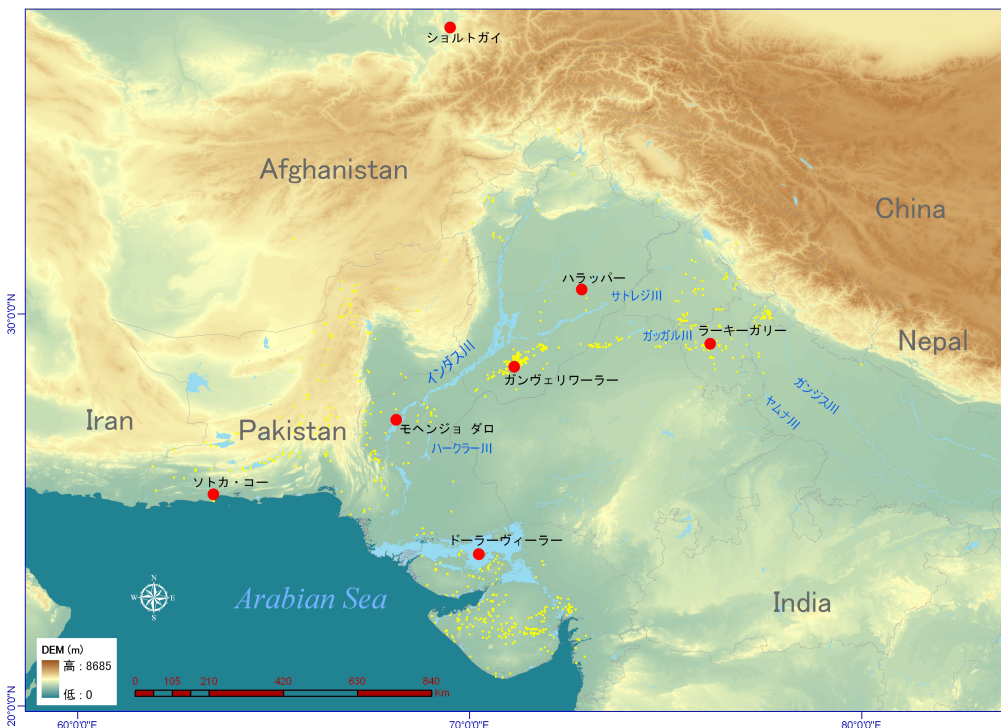 ショルトガイ
Afghanistan
China
ハラッパー
サトレジ川
30°0'0"N
ガッガル川
ラーキーガリー
Nepal
インダス川
ガンヴェリワーラー
ガンジス川
ヤムナ川
Iran
Pakistan
モヘンジョ ダロ
ハークラー川
ソトカ・コー
ドーラーヴィーラー
N
W
E
S
Arabian Sea
India
DEM (m)
高 : 8685
低 : 0
0 105 210 420 630 840
Km
20°0'0"N
60°0'0"E
70°0'0"E
80°0'0"E